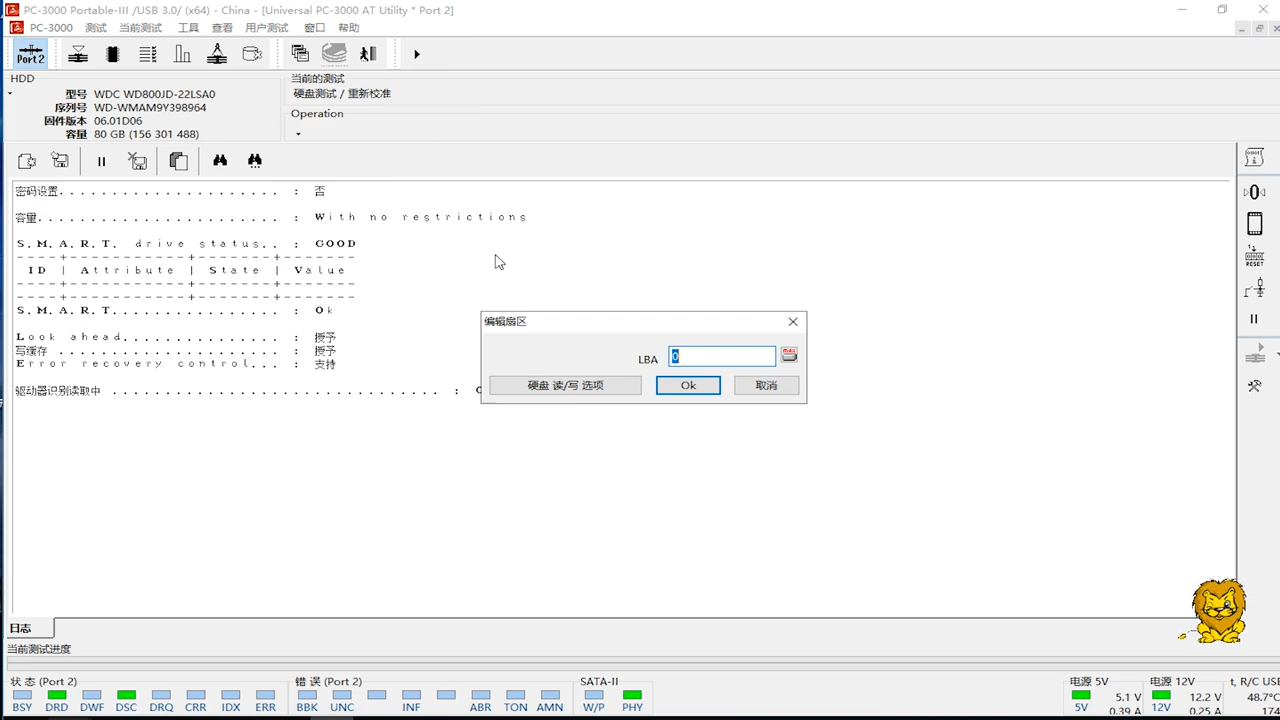 PC-3000 Portable-III /USB 3.0/ (x64) - China - [Universal PC-3000 AT Utility * Port 2]
PC-3000 测试 当前测试 工具 查看 用户测试 窗口 帮助
Port2
HDD
型号 WDC WD800JD-22LSA0
序列号 WD-WMAM9Y398964
固件版本 06.01D06
容量 80 GB (156 301 488)
当前的测试
硬盘测试 / 重新校准
Operation
密码设置. . . . . . . . . . . . . . . . . . . . . . : 否
容量. . . . . . . . . . . . . . . . . . . . . . . . : With no restrictions
S.M.A.R.T. drive status.. : GOOD
ID | Attribute | State | Value
S.M.A.R.T. . . . . . . . . . . . . . . . : Ok
Look ahead. . . . . . . . . . . . . . . : 授予
写缓存 . . . . . . . . . . . . . . . . . . . . . . : 授予
Error recovery control. . . : 支持
驱动器识别读取中 . . . . . . . . . . . . . . . . . . . . . . . . . . . . . . . . : 
编辑扇区
LBA 0
硬盘 读/写 选项 Ok 取消
RESET
日志
当前测试进度
状 态 (Port 2)
BSY DRD DWF DSC DRQ CRR IDX ERR
错 误 (Port 2)
BBK UNC INF ABR TON AMN
SATA-II
W/P PHY
电源 5V
5V 5.1 V
0.39 A
电源 12V
12V 12.2 V
0.25 A
t, R/C USB
48.7°C
174